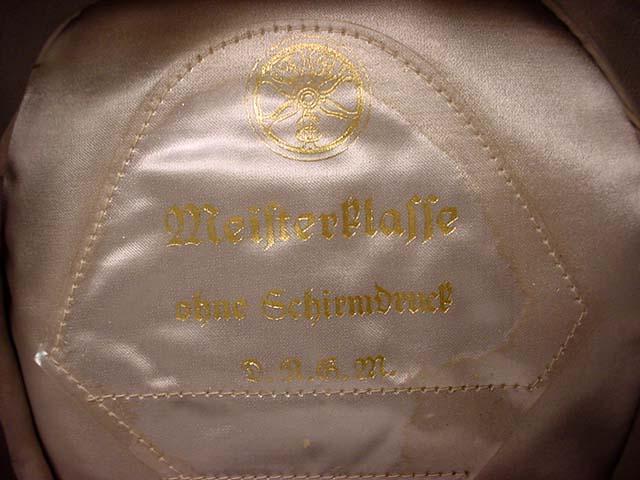 Meisterklasse
ohne Schirmdruck
D.R.G.M.